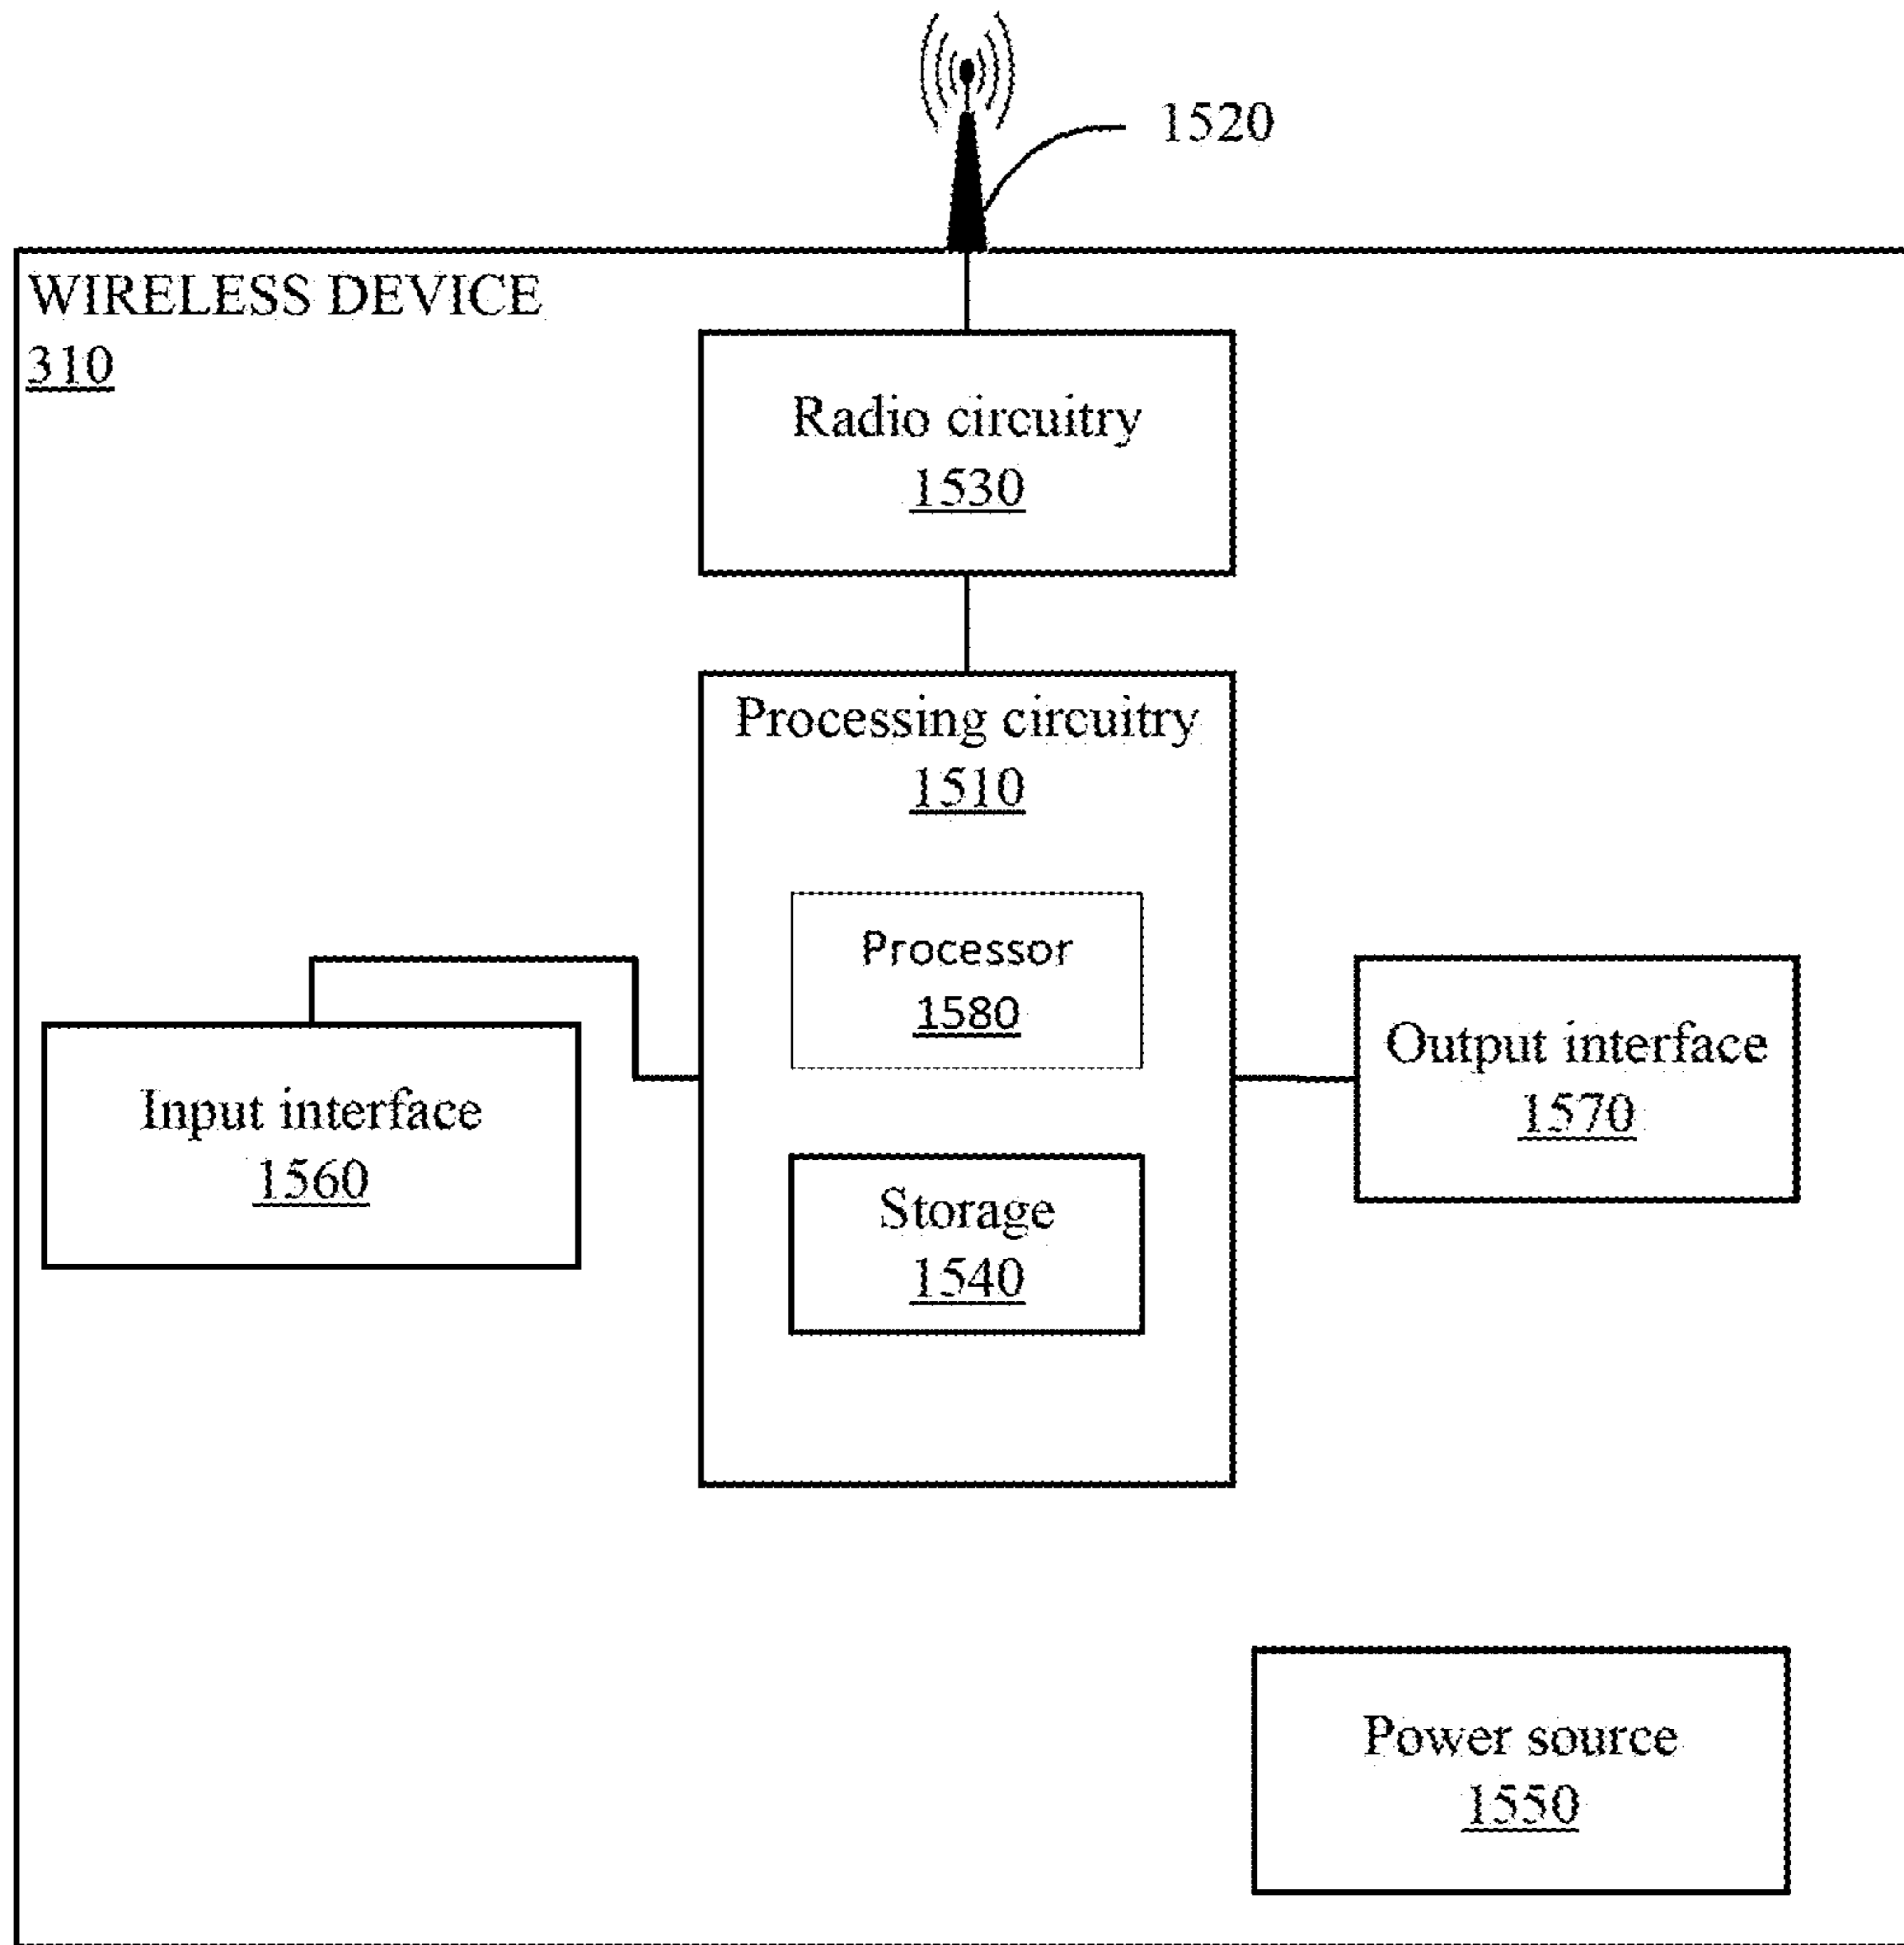 1520
WIRELESS DEVICE
310
Radio circuitry
1530
Processing circuitry
1510
Processor
1580
Input interface
1560
Output interface
1570
Storage
1540
Power source
1550